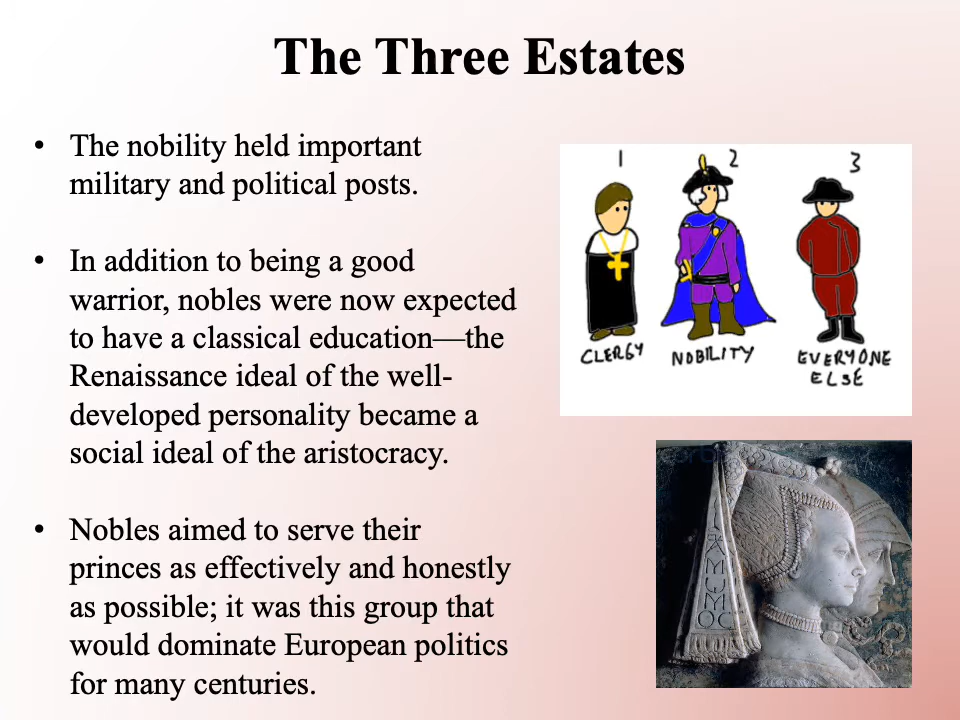 The Three Estates
• The nobility held important
military and political posts.
• In addition to being a good
warrior, nobles were now expected
to have a classical education—the
Renaissance ideal of the well-
developed personality became a
social ideal of the aristocracy.
• Nobles aimed to serve their
princes as effectively and honestly
as possible; it was this group that
would dominate European politics
for many centuries.
1 2 3
CLERGY NOBILITY EVERYONE
ELSE